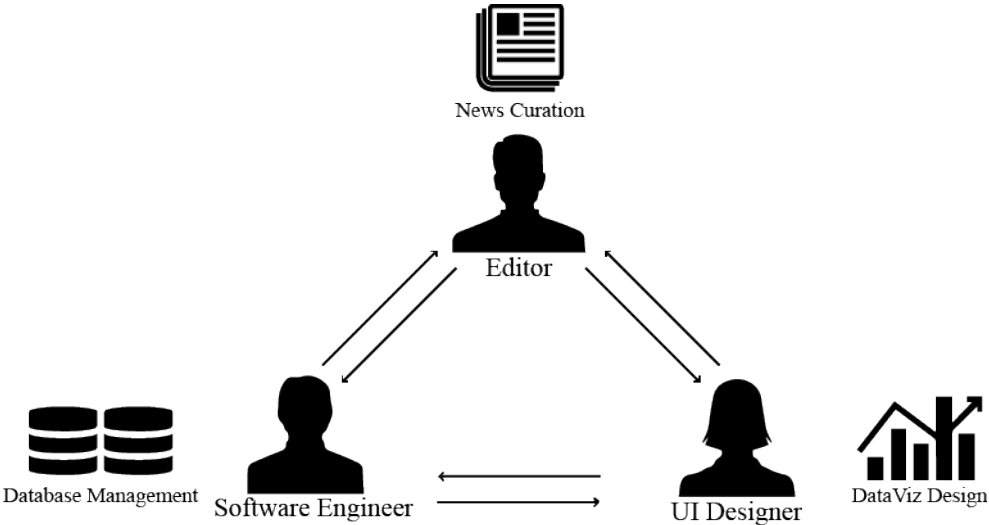 News Curation
Editor
Database Management
Software Engineer
UI Designer
DataViz Design